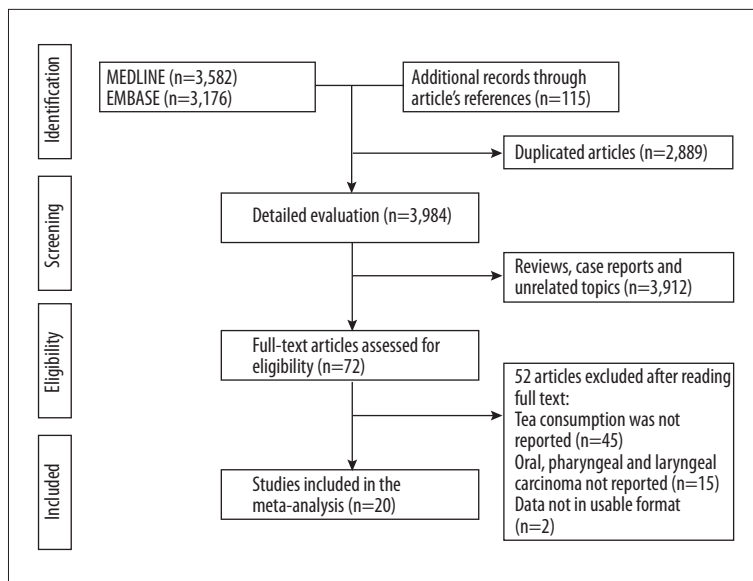 Identification
MEDLINE (n=3,582)
EMBASE (n=3,176)
Additional records through
article's references (n=115)
Duplicated articles (n=2,889)
Screening
Detailed evaluation (n=3,984)
Reviews, case reports and
unrelated topics (n=3,912)
Eligibility
Full-text articles assessed for
eligibility (n=72)
52 articles excluded after reading
full text:
Tea consumption was not
reported (n=45)
Oral, pharyngeal and laryngeal
carcinoma not reported (n=15)
Data not in usable format
(n=2)
Included
Studies included in the
meta-analysis (n=20)